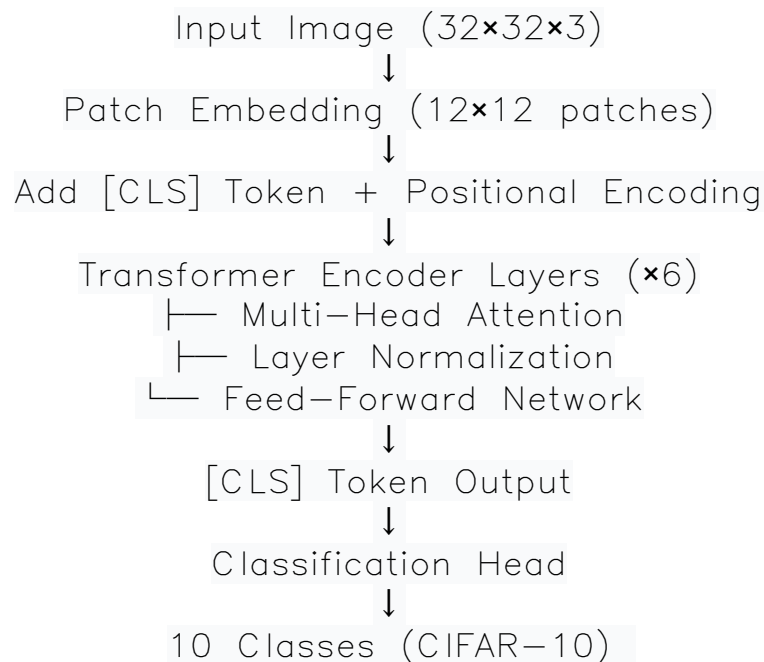 Input Image (32×32×3)
↓
Patch Embedding (12×12 patches)
↓
Add [CLS] Token + Positional Encoding
↓
Transformer Encoder Layers (×6)
├── Multi-Head Attention
├── Layer Normalization
└── Feed-Forward Network
↓
[CLS] Token Output
↓
Classification Head
↓
10 Classes (CIFAR-10)